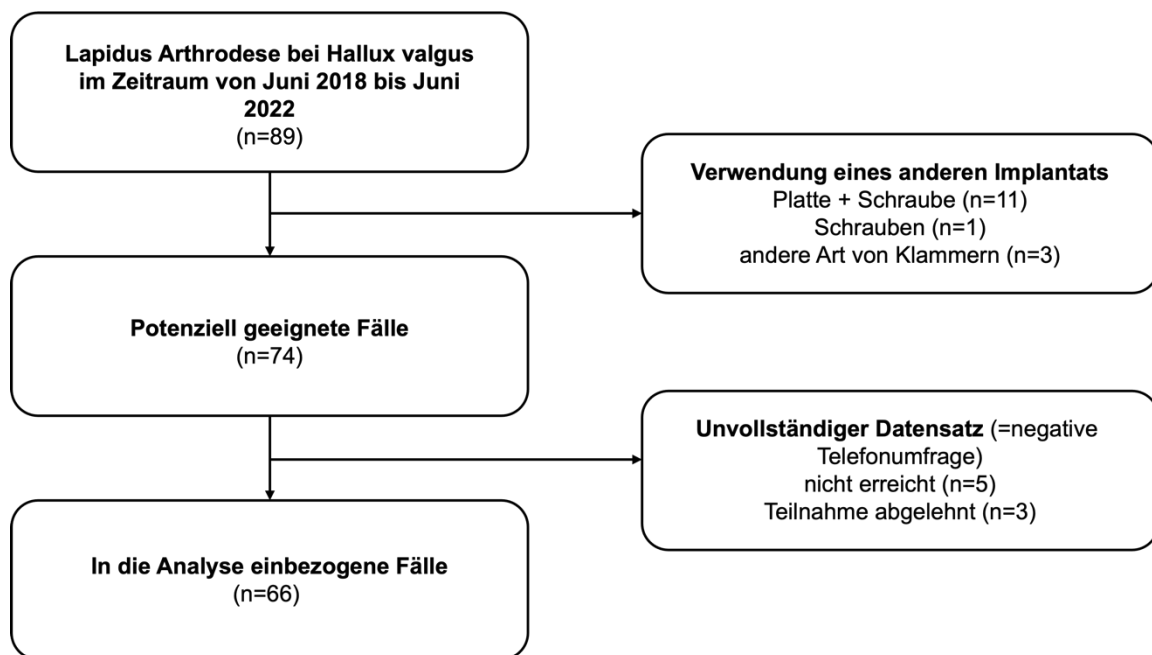 Lapidus Arthrodese bei Hallux valgus
im Zeitraum von Juni 2018 bis Juni
2022
(n=89)
Verwendung eines anderen Implantats
Platte + Schraube (n=11)
Schrauben (n=1)
andere Art von Klammern (n=3)
Potenziell geeignete Fälle
(n=74)
Unvollständiger Datensatz (=negative
Telefonumfrage)
nicht erreicht (n=5)
Teilnahme abgelehnt (n=3)
In die Analyse einbezogene Fälle
(n=66)